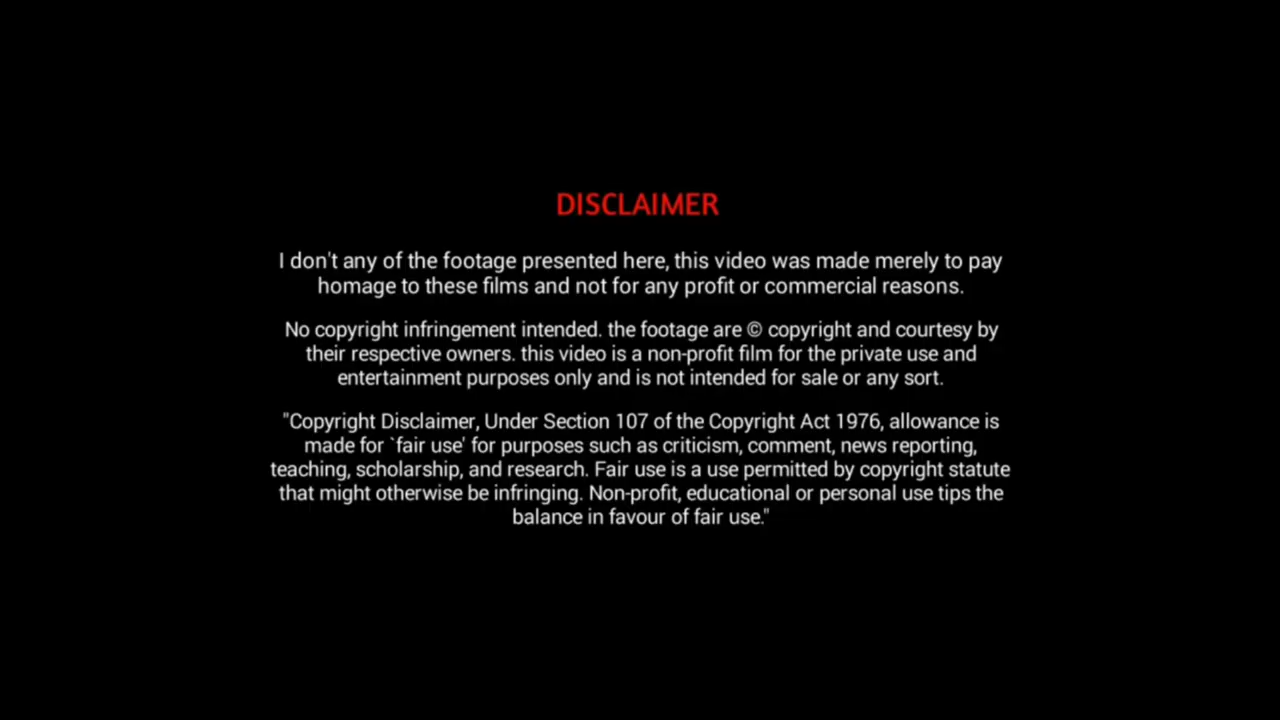 DISCLAIMER
I don't any of the footage presented here, this video was made merely to pay
homage to these films and not for any profit or commercial reasons.
No copyright infringement intended. the footage are © copyright and courtesy by
their respective owners. this video is a non-profit film for the private use and
entertainment purposes only and is not intended for sale or any sort.
"Copyright Disclaimer, Under Section 107 of the Copyright Act 1976, allowance is
made for `fair use' for purposes such as criticism, comment, news reporting,
teaching, scholarship, and research. Fair use is a use permitted by copyright statute
that might otherwise be infringing. Non-profit, educational or personal use tips the
balance in favour of fair use."